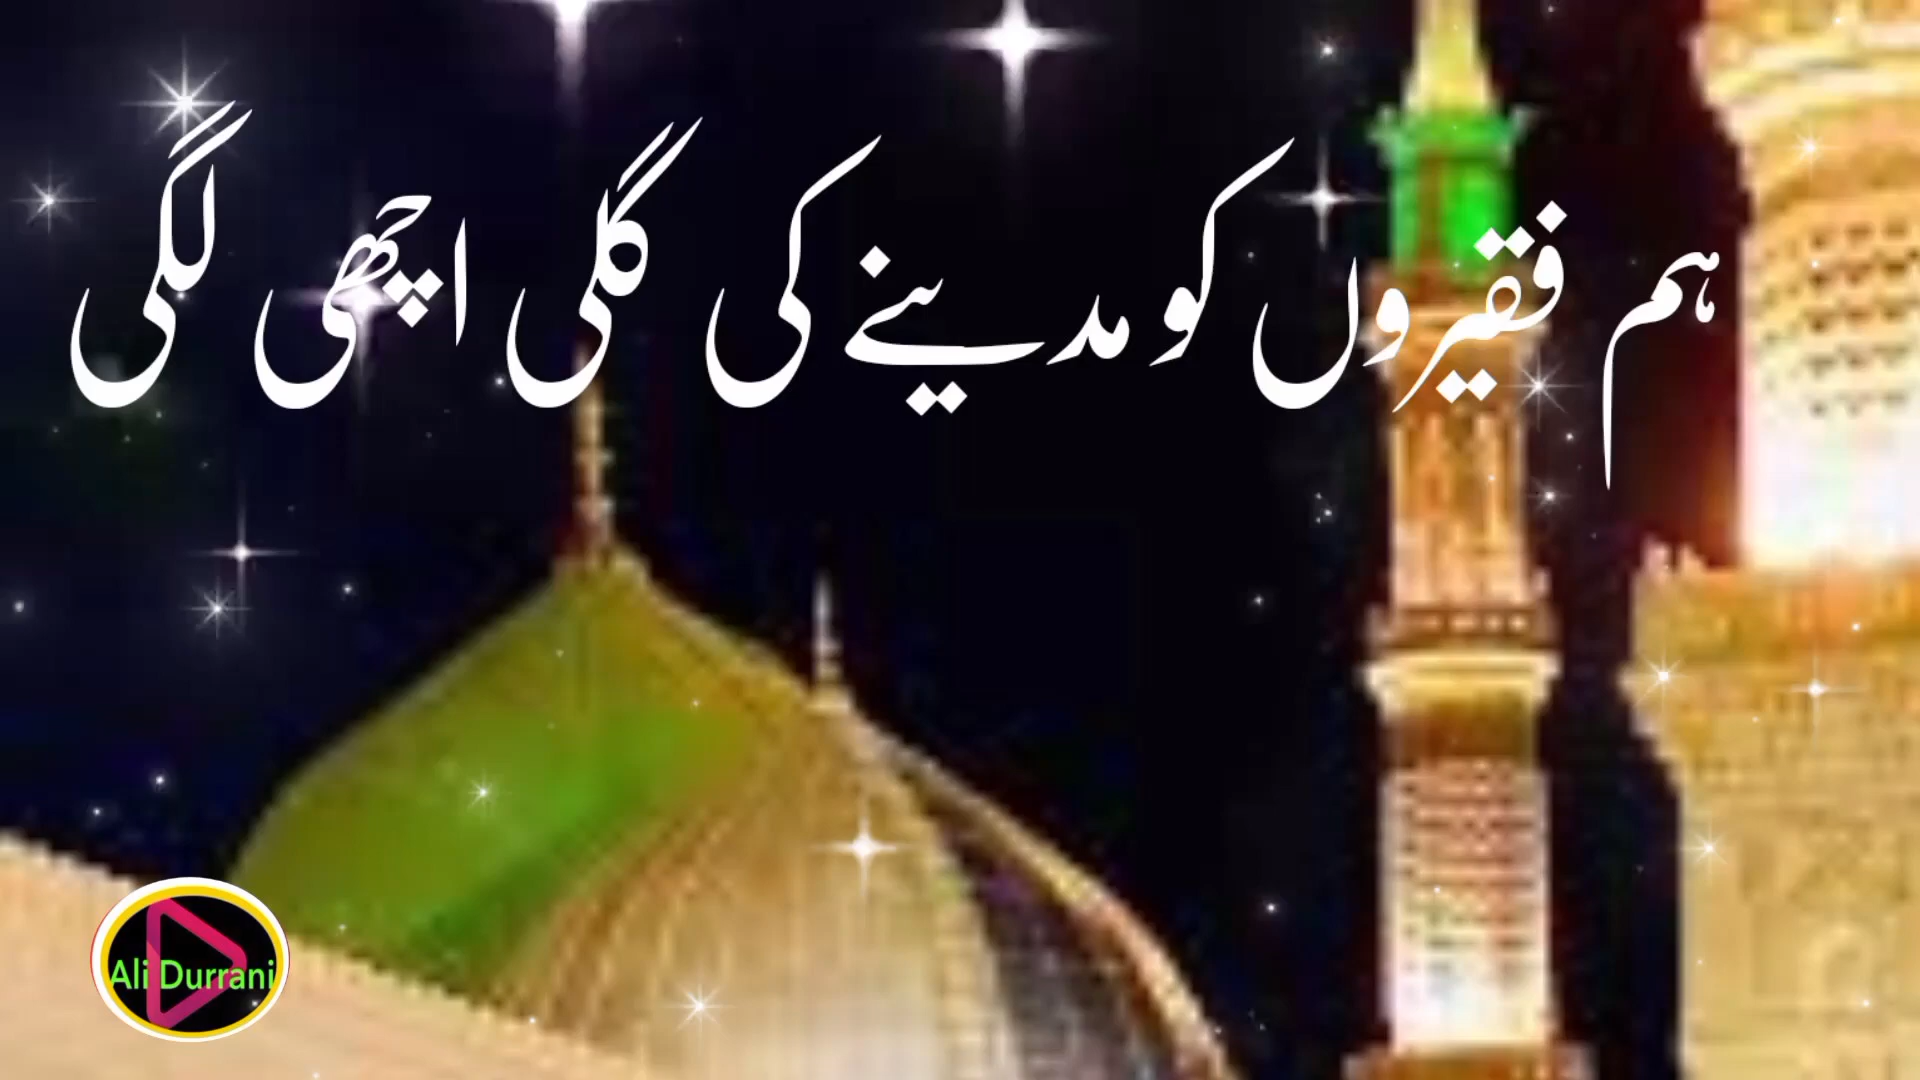 ہم فقیروں کو مدینے کی گلی اچھی لگی
Ali Durrani